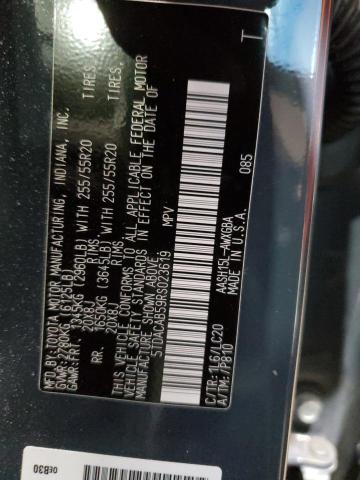 MFD.BY: TOYOTA MOTOR MANUFACTURING, INDIANA, INC.
GAWR:FRT. 1345KG (2960LB) WITH 255/55R20 TIRES,
20X8J RIMS
RR. 1650KG (3645LB) WITH 255/55R20 TIRES,
20X8J RIMS
THIS VEHICLE CONFORMS TO ALL APPLICABLE FEDERAL MOTOR
VEHICLE SAFETY STANDARDS IN EFFECT ON THE DATE OF
MANUFACTURE SHOWN ABOVE.
5TDACAB59RS023619 MPV
C/TR: 1L6/LC20 AASH15L-AWXGBA
A/TM: /P810 MADE IN U.S.A. 085
OEB30